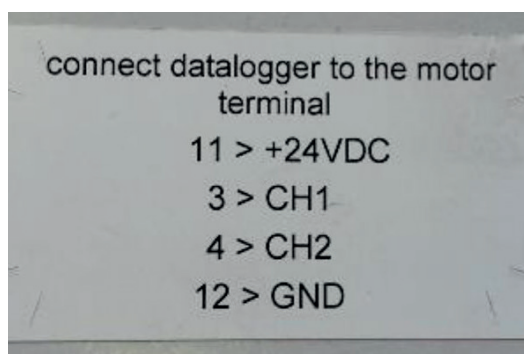 connect datalogger to the motor
terminal
11 > +24VDC
3 > CH1
4 > CH2
12 > GND